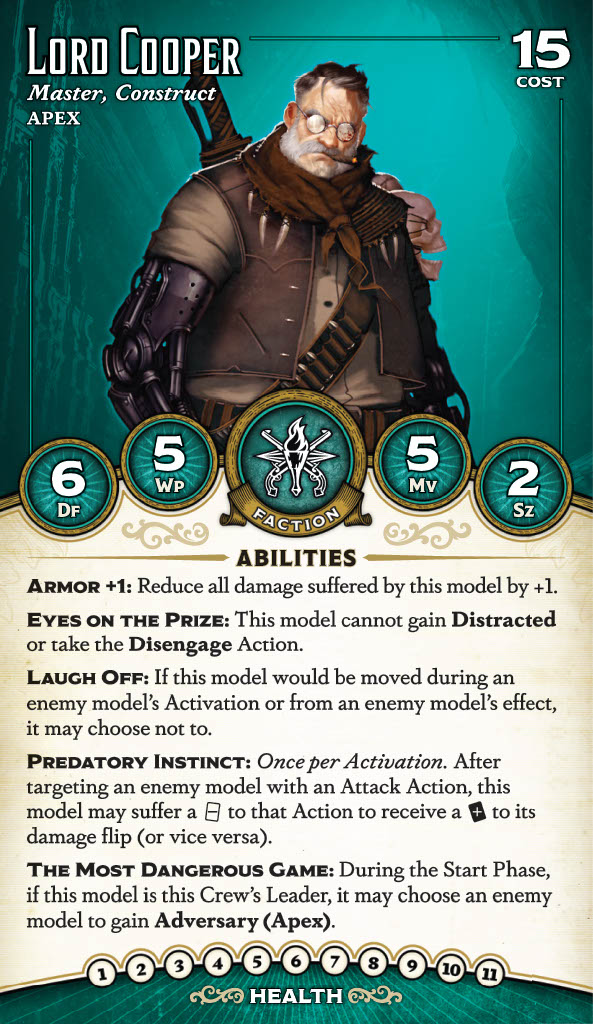 Lord Cooper
15
COST
Master, Construct
APEX
6
DF
5
WP
5
MV
2
SZ
FACTION
ABILITIES
ARMOR +1: Reduce all damage suffered by this model by +1.
EYES ON THE PRIZE: This model cannot gain Distracted
or take the Disengage Action.
LAUGH OFF: If this model would be moved during an
enemy model's Activation or from an enemy model's effect,
it may choose not to.
PREDATORY INSTINCT: Once per Activation. After
targeting an enemy model with an Attack Action, this
model may suffer a − to that Action to receive a + to its
damage flip (or vice versa).
THE MOST DANGEROUS GAME: During the Start Phase,
if this model is this Crew's Leader, it may choose an enemy
model to gain Adversary (Apex).
1 2 3 4 5 6 7 8 9 10 11
HEALTH